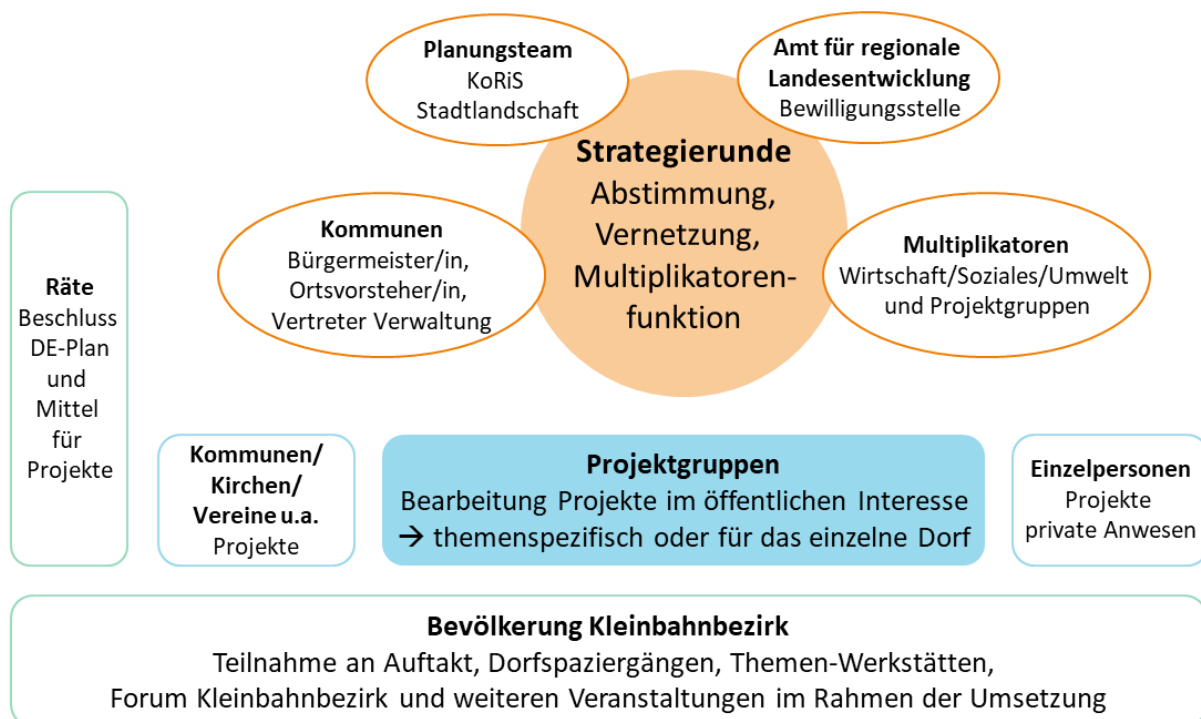 Planungsteam
KoRiS
Stadtlandschaft
Amt für regionale
Landesentwicklung
Bewilligungsstelle
Strategierunde
Abstimmung,
Vernetzung,
Multiplikatoren-
funktion
Kommunen
Bürgermeister/in,
Ortsvorsteher/in,
Vertreter Verwaltung
Multiplikatoren
Wirtschaft/Soziales/Umwelt
und Projektgruppen
Räte
Beschluss
DE-Plan
und
Mittel
für
Projekte
Kommunen/
Kirchen/
Vereine u.a.
Projekte
Projektgruppen
Bearbeitung Projekte im öffentlichen Interesse
→ themenspezifisch oder für das einzelne Dorf
Einzelpersonen
Projekte
private Anwesen
Bevölkerung Kleinbahnbezirk
Teilnahme an Auftakt, Dorfspaziergängen, Themen-Werkstätten,
Forum Kleinbahnbezirk und weiteren Veranstaltungen im Rahmen der Umsetzung